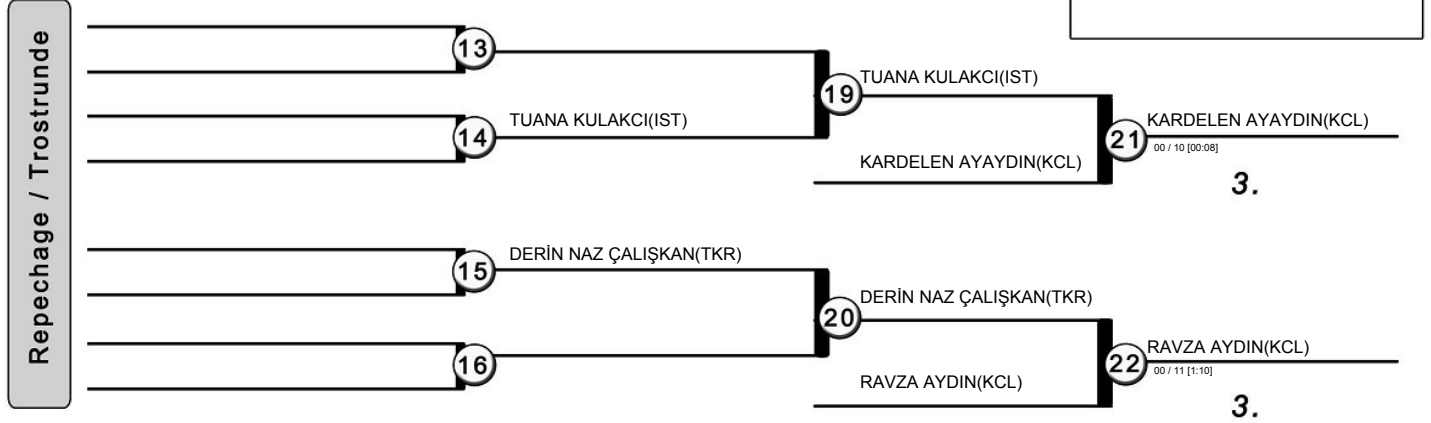 Repechage / Trostrunde
13
TUANA KULAKCI(IST)
19
14
TUANA KULAKCI(IST)
KARDELEN AYAYDIN(KCL)
21
KARDELEN AYAYDIN(KCL)
00 / 10 [00:08]
3.
15
DERİN NAZ ÇALIŞKAN(TKR)
20
DERİN NAZ ÇALIŞKAN(TKR)
16
RAVZA AYDIN(KCL)
22
RAVZA AYDIN(KCL)
00 / 11 [1:10]
3.